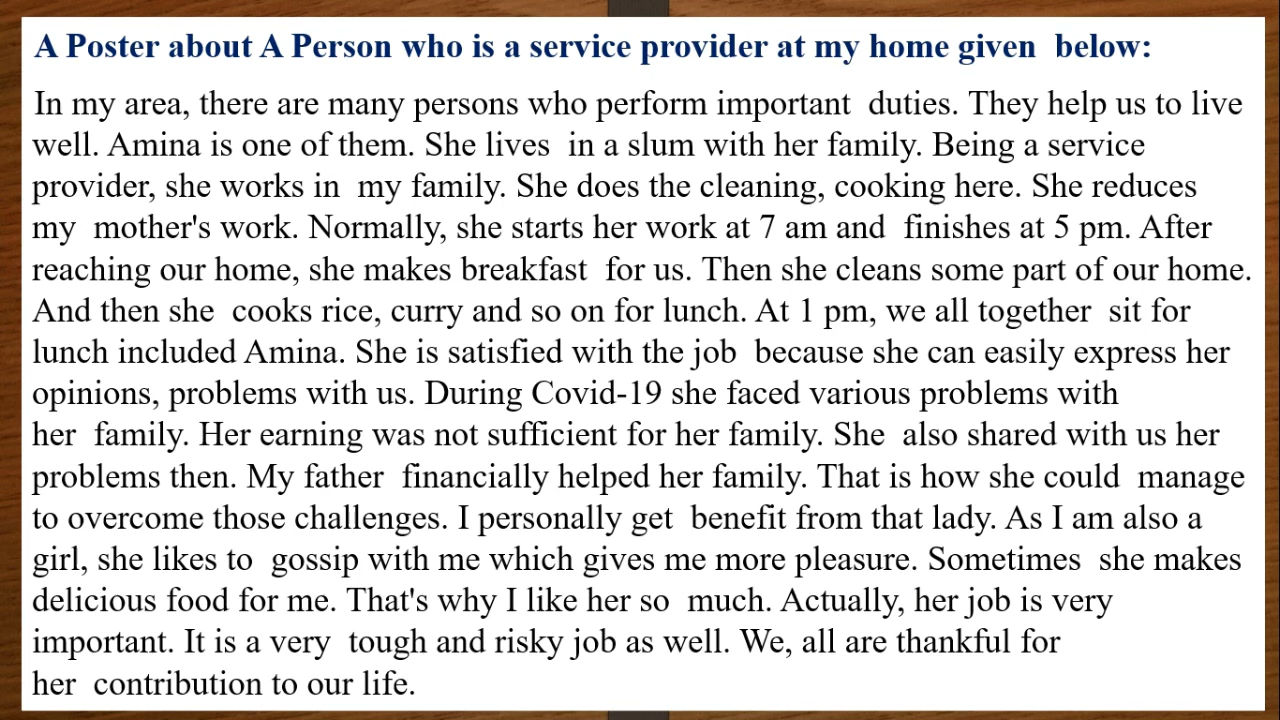 A Poster about A Person who is a service provider at my home given below:
In my area, there are many persons who perform important duties. They help us to live
well. Amina is one of them. She lives in a slum with her family. Being a service
provider, she works in my family. She does the cleaning, cooking here. She reduces
my mother's work. Normally, she starts her work at 7 am and finishes at 5 pm. After
reaching our home, she makes breakfast for us. Then she cleans some part of our home.
And then she cooks rice, curry and so on for lunch. At 1 pm, we all together sit for
lunch included Amina. She is satisfied with the job because she can easily express her
opinions, problems with us. During Covid-19 she faced various problems with
her family. Her earning was not sufficient for her family. She also shared with us her
problems then. My father financially helped her family. That is how she could manage
to overcome those challenges. I personally get benefit from that lady. As I am also a
girl, she likes to gossip with me which gives me more pleasure. Sometimes she makes
delicious food for me. That's why I like her so much. Actually, her job is very
important. It is a very tough and risky job as well. We, all are thankful for
her contribution to our life.